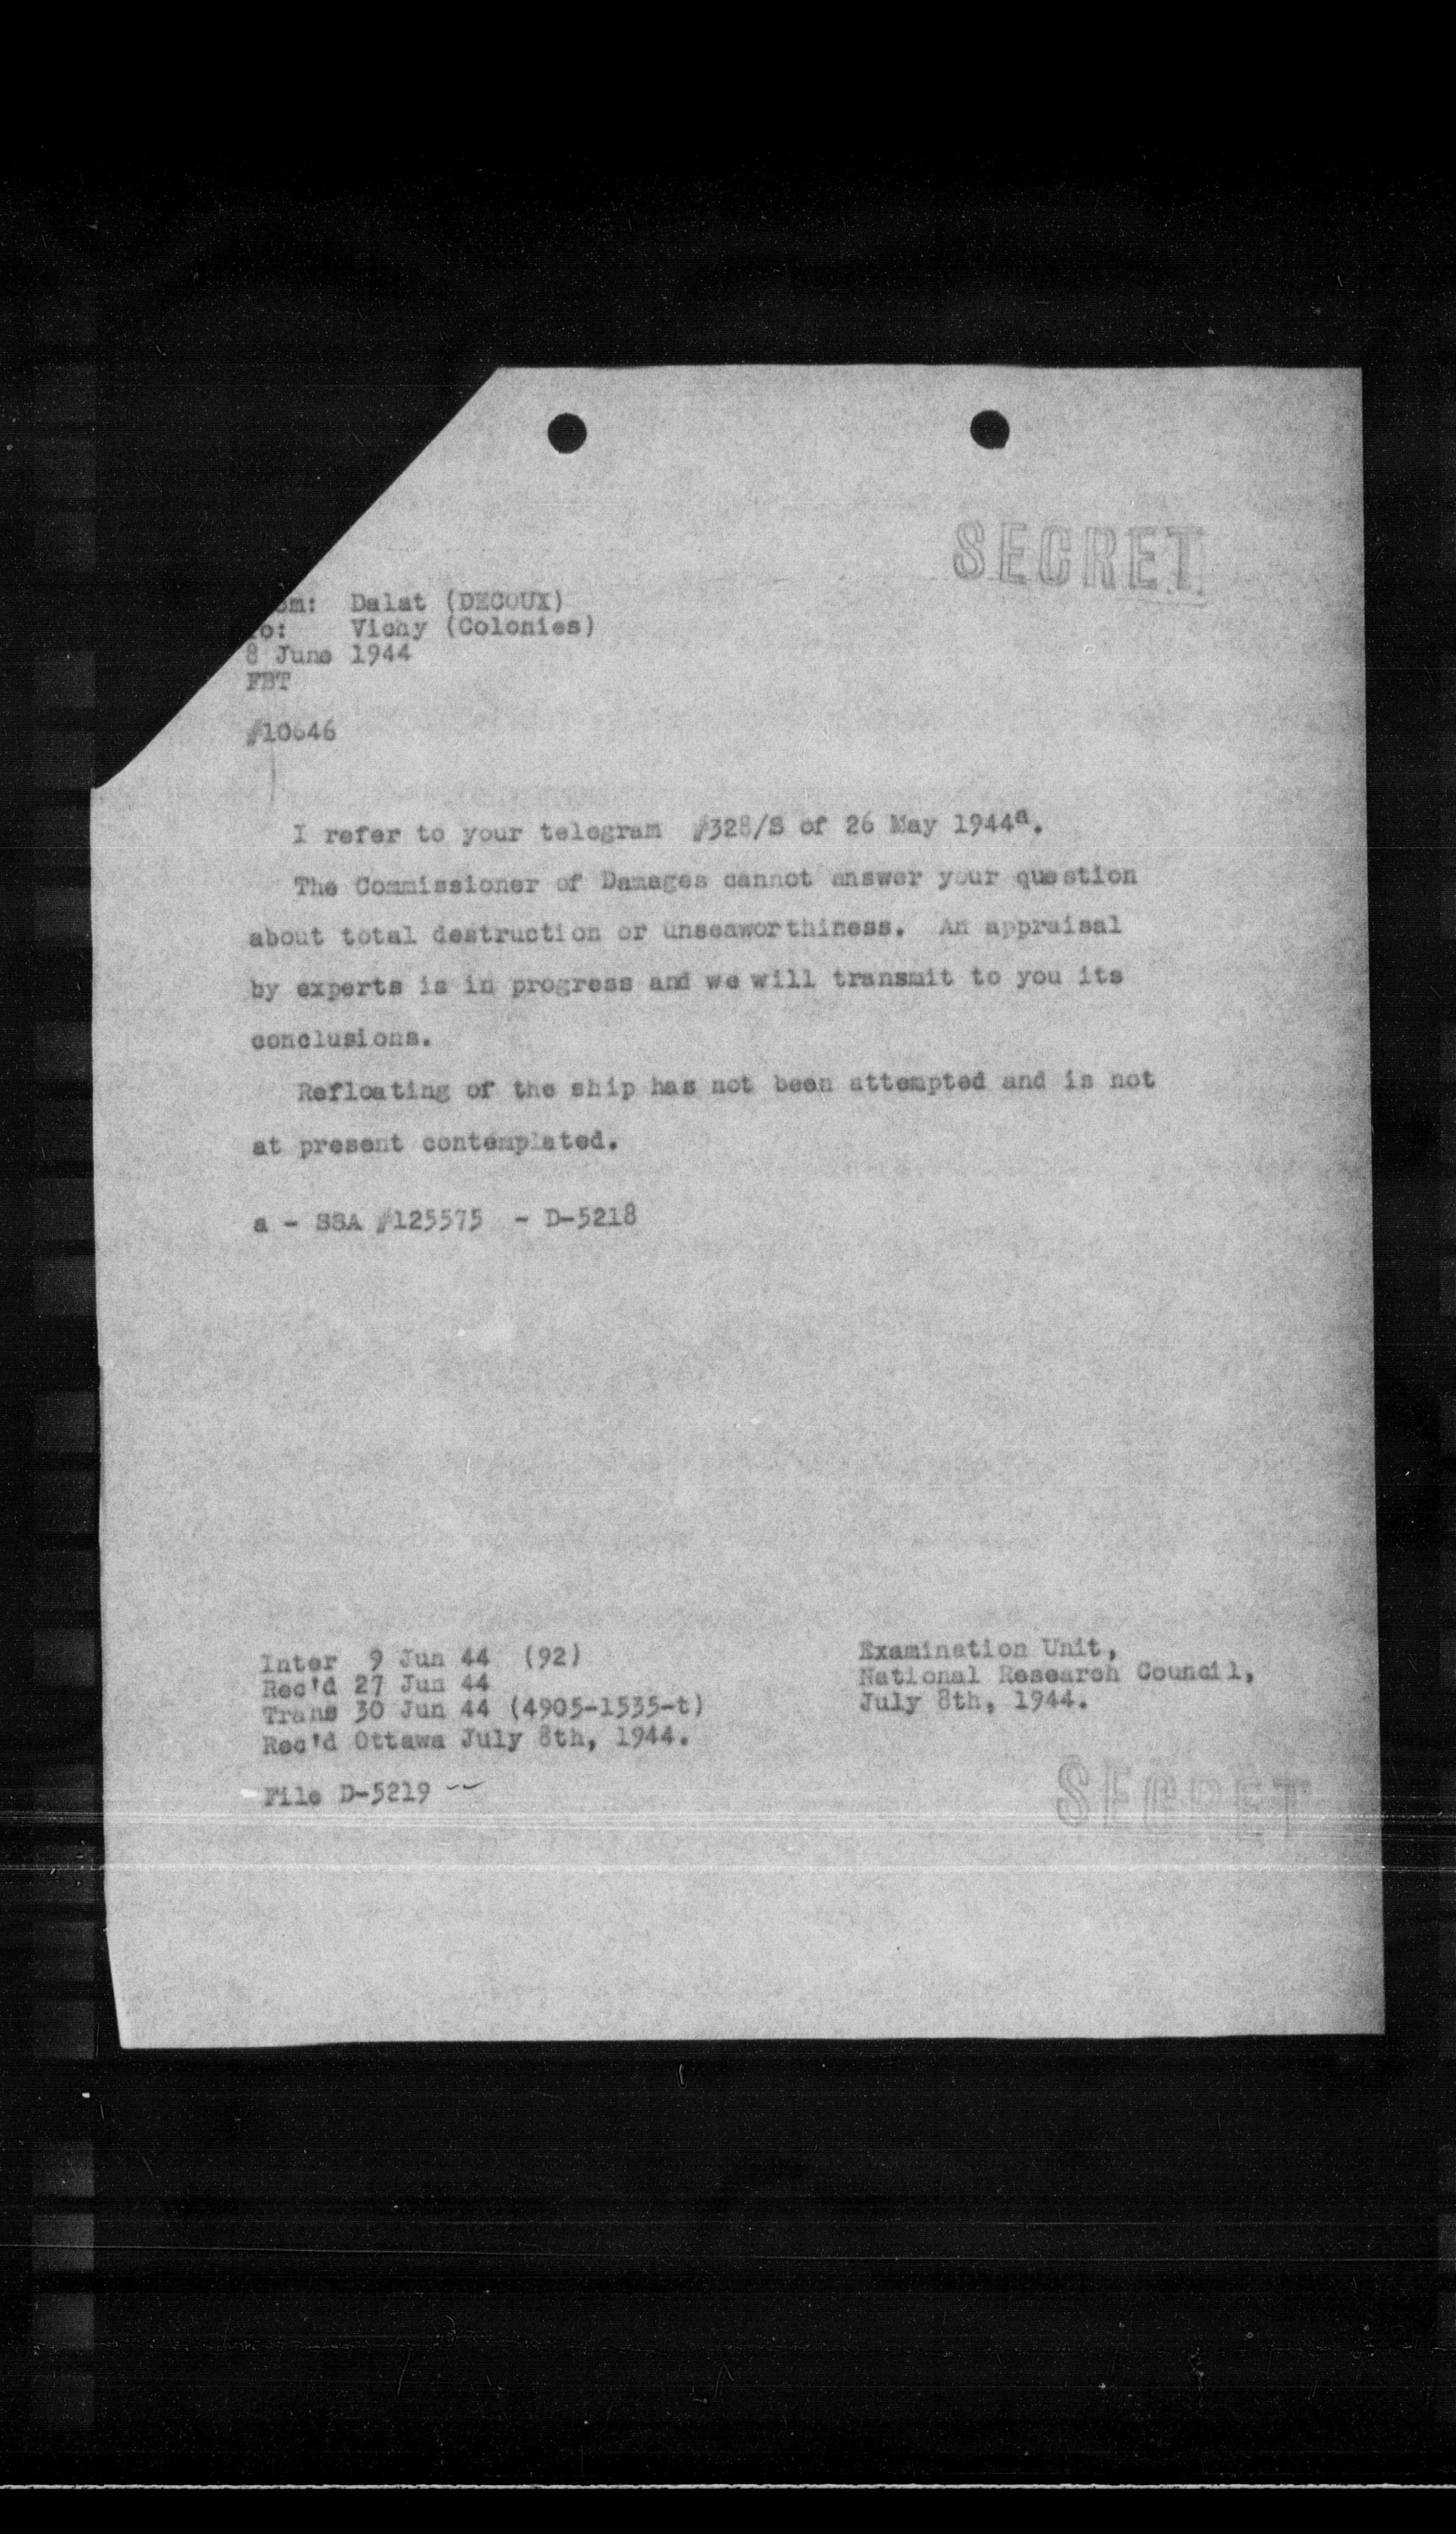 SECRET
om: Dalat (DECOUX)
To: Vichy (Colonies)
8 June 1944
FBT
#10646
I refer to your telegram #328/S of 26 May 1944a.
The Commissioner of Damages cannot answer your question
about total destruction or unseaworthiness. An appraisal
by experts is in progress and we will transmit to you its
conclusions.
Refloating of the ship has not been attempted and is not
at present contemplated.
a - SSA #125575 - D-5218
Inter 9 Jun 44 (92)
Rec'd 27 Jun 44
Trans 30 Jun 44 (4905-1535-t)
Rec'd Ottawa July 8th, 1944.
File D-5219
Examination Unit,
National Research Council,
July 8th, 1944.
SECRET